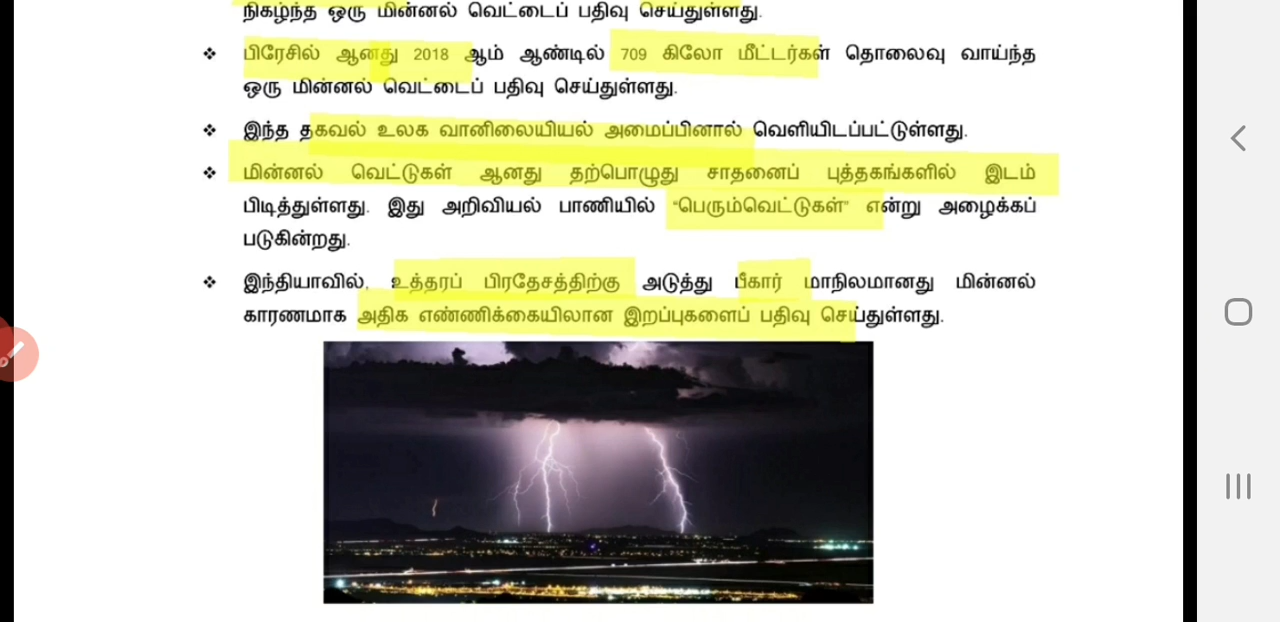 நிகழ்ந்த ஒரு மின்னல் வெட்டைப் பதிவு செய்துள்ளது.
❖ பிரேசில் ஆனது 2018 ஆம் ஆண்டில் 709 கிலோ மீட்டர்கள் தொலைவு வாய்ந்த
ஒரு மின்னல் வெட்டைப் பதிவு செய்துள்ளது.
❖ இந்த தகவல் உலக வானிலையியல் அமைப்பினால் வெளியிடப்பட்டுள்ளது.
❖ மின்னல் வெட்டுகள் ஆனது தற்பொழுது சாதனைப் புத்தகங்களில் இடம்
பிடித்துள்ளது. இது அறிவியல் பாணியில் “பெரும்வெட்டுகள்” என்று அழைக்கப்
படுகின்றது.
❖ இந்தியாவில், உத்தரப் பிரதேசத்திற்கு அடுத்து பீகார் மாநிலமானது மின்னல்
காரணமாக அதிக எண்ணிக்கையிலான இறப்புகளைப் பதிவு செய்துள்ளது.